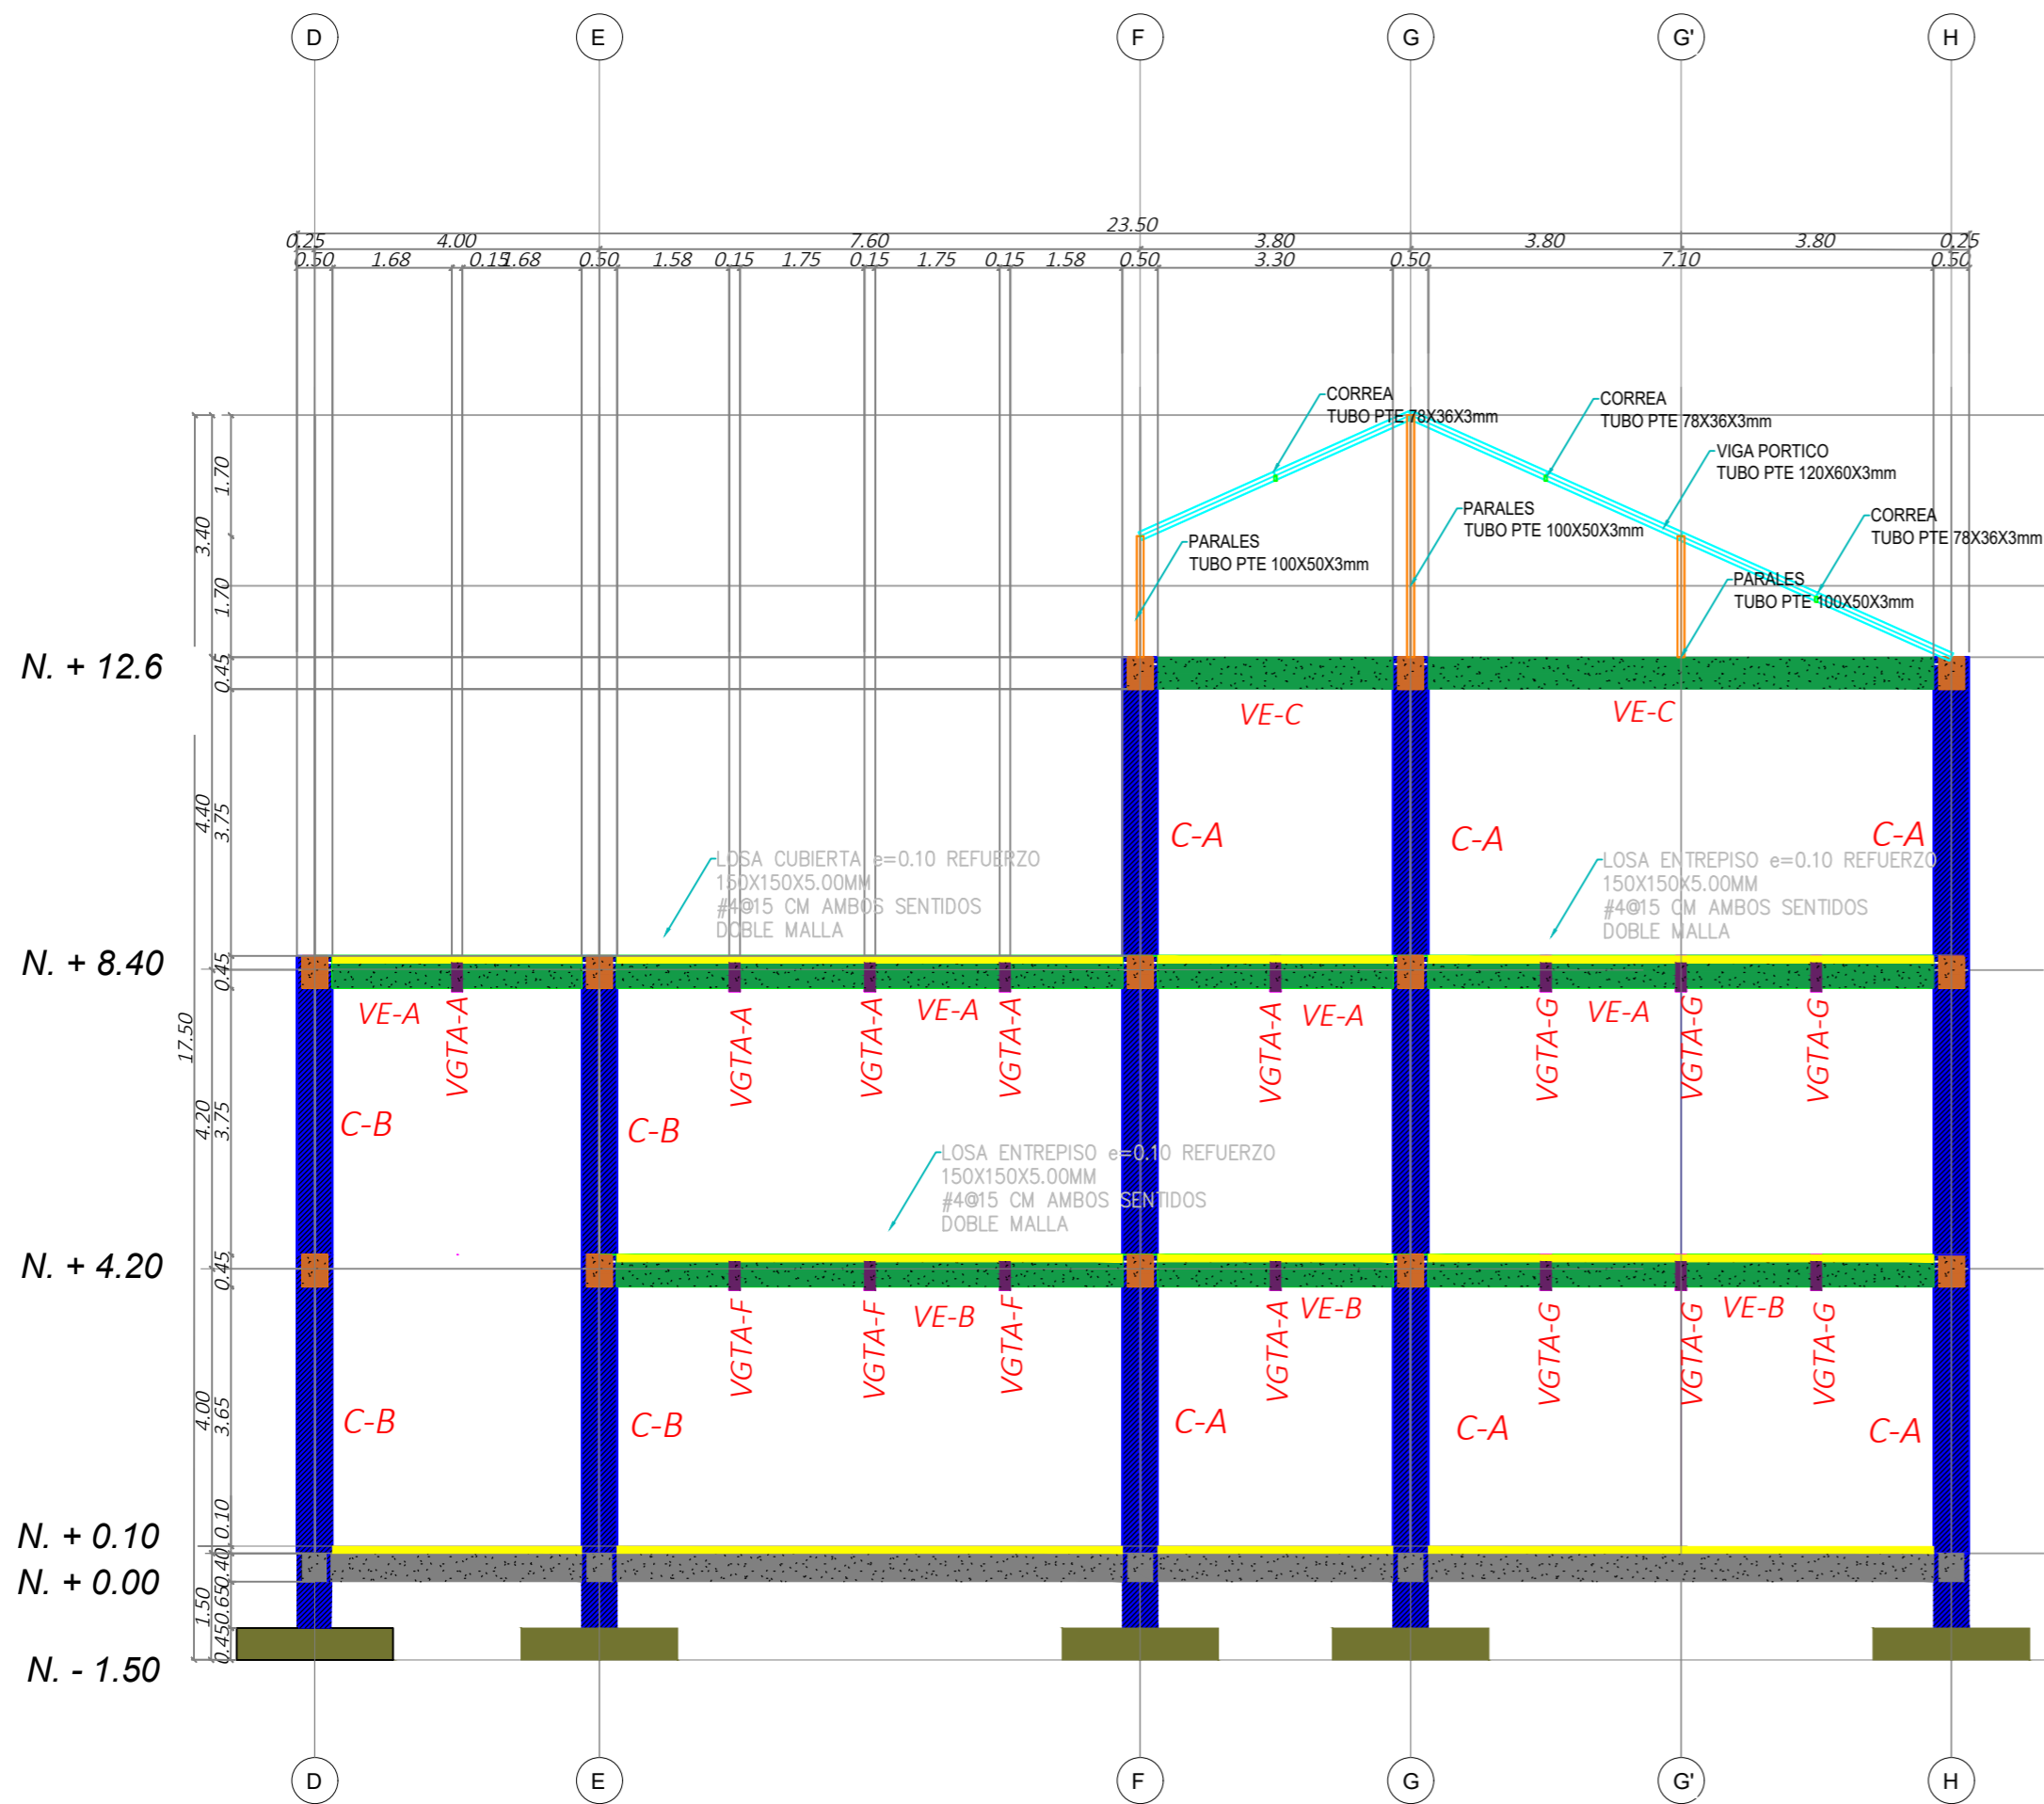 D E F G G' H
23.50
0.25 4.00 7.60 3.80 3.80 3.80 0.25
0.50 1.68 0.15 1.68 0.50 1.58 0.15 1.75 0.15 1.75 0.15 1.58 0.50 3.30 0.50 7.10 0.50
CORREA
TUBO PTE 78X36X3mm
CORREA
TUBO PTE 78X36X3mm
VIGA PORTICO
TUBO PTE 120X60X3mm
PARALES
TUBO PTE 100X50X3mm
PARALES
TUBO PTE 100X50X3mm
CORREA
TUBO PTE 78X36X3mm
PARALES
TUBO PTE 100X50X3mm
1.70
3.40
1.70
N. + 12.6
0.45
VE-C VE-C
4.40
3.75
C-A C-A C-A
LOSA CUBIERTA e=0.10 REFUERZO
150X150X5.00MM
#4@15 CM AMBOS SENTIDOS
DOBLE MALLA
LOSA ENTREPISO e=0.10 REFUERZO
150X150X5.00MM
#4@15 CM AMBOS SENTIDOS
DOBLE MALLA
N. + 8.40
0.45
VE-A VGTA-A VGTA-A VGTA-A VE-A VGTA-A VGTA-A VE-A VGTA-G VE-A VGTA-G VGTA-G
17.50
4.20
3.75
C-B C-B
LOSA ENTREPISO e=0.10 REFUERZO
150X150X5.00MM
#4@15 CM AMBOS SENTIDOS
DOBLE MALLA
N. + 4.20
0.45
VGTA-F VGTA-F VE-B VGTA-F VGTA-A VE-B VGTA-G VGTA-G VE-B VGTA-G
4.00
3.65
C-B C-B C-A C-A C-A
0.10
N. + 0.10
0.40
N. + 0.00
1.50
0.65
0.45
N. - 1.50
D E F G G' H